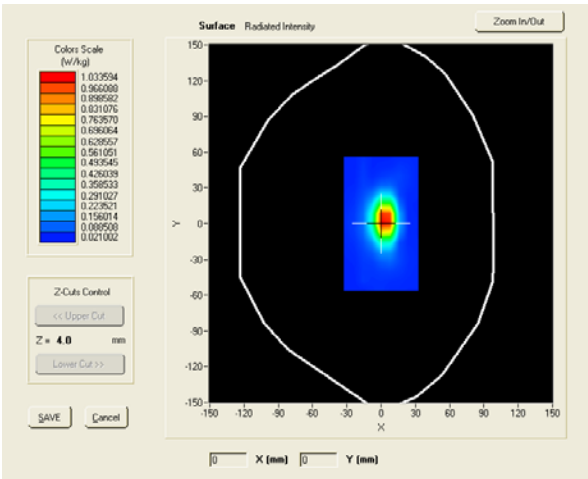 Surface Radiated Intensity
Zoom In/Out
Colors Scale
(W/kg)
1.033594
0.966088
0.898582
0.831076
0.763570
0.696064
0.628557
0.561051
0.493545
0.426039
0.358533
0.291027
0.223521
0.156014
0.088508
0.021002
Z-Cuts Control
<< Upper Cut
Z = 4.0 mm
Lower Cut >>
SAVE Cancel
150
120
90
60
30
0
-30
-60
-90
-120
-150
Y
-150 -120 -90 -60 -30 0 30 60 90 120 150
X
0 X (mm) 0 Y (mm)